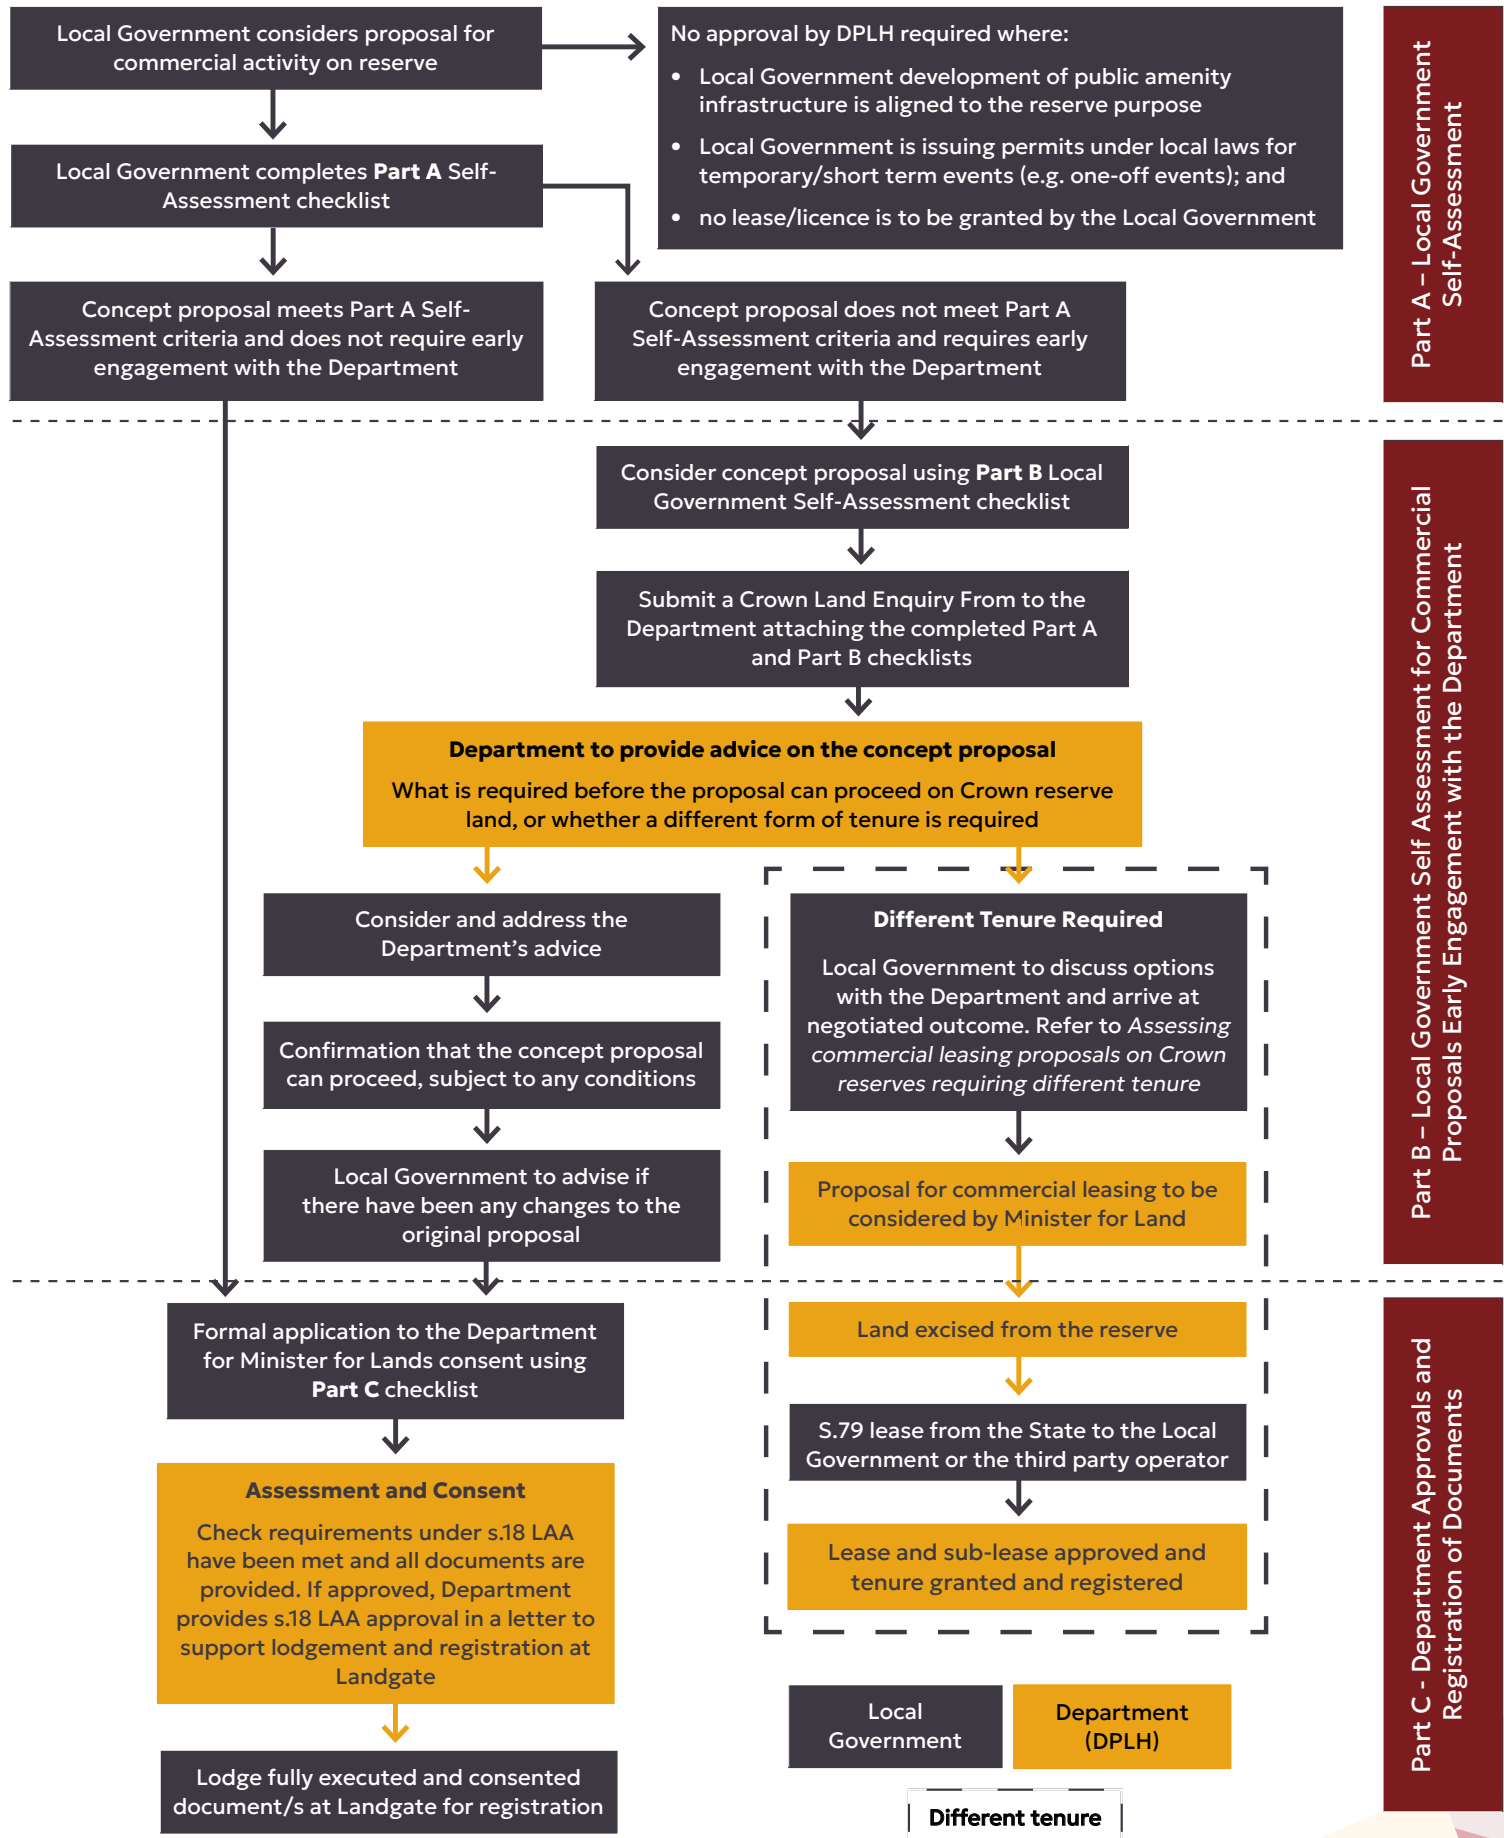 Local Government considers proposal for
commercial activity on reserve
No approval by DPLH required where:
• Local Government development of public amenity
infrastructure is aligned to the reserve purpose
• Local Government is issuing permits under local laws for
temporary/short term events (e.g. one-off events); and
• no lease/licence is to be granted by the Local Government
Local Government completes Part A Self-
Assessment checklist
Concept proposal meets Part A Self-
Assessment criteria and does not require early
engagement with the Department
Concept proposal does not meet Part A
Self-Assessment criteria and requires early
engagement with the Department
Part A – Local Government
Self-Assessment
Consider concept proposal using Part B Local
Government Self-Assessment checklist
Submit a Crown Land Enquiry From to the
Department attaching the completed Part A
and Part B checklists
Department to provide advice on the concept proposal
What is required before the proposal can proceed on Crown reserve
land, or whether a different form of tenure is required
Consider and address the
Department's advice
Confirmation that the concept proposal
can proceed, subject to any conditions
Local Government to advise if
there have been any changes to the
original proposal
Different Tenure Required
Local Government to discuss options
with the Department and arrive at
negotiated outcome. Refer to Assessing
commercial leasing proposals on Crown
reserves requiring different tenure
Proposal for commercial leasing to be
considered by Minister for Land
Part B – Local Government Self Assessment for Commercial
Proposals Early Engagement with the Department
Formal application to the Department
for Minister for Lands consent using
Part C checklist
Assessment and Consent
Check requirements under s.18 LAA
have been met and all documents are
provided. If approved, Department
provides s.18 LAA approval in a letter to
support lodgement and registration at
Landgate
Lodge fully executed and consented
document/s at Landgate for registration
Land excised from the reserve
S.79 lease from the State to the Local
Government or the third party operator
Lease and sub-lease approved and
tenure granted and registered
Part C - Department Approvals and
Registration of Documents
Local
Government
Department
(DPLH)
Different tenure